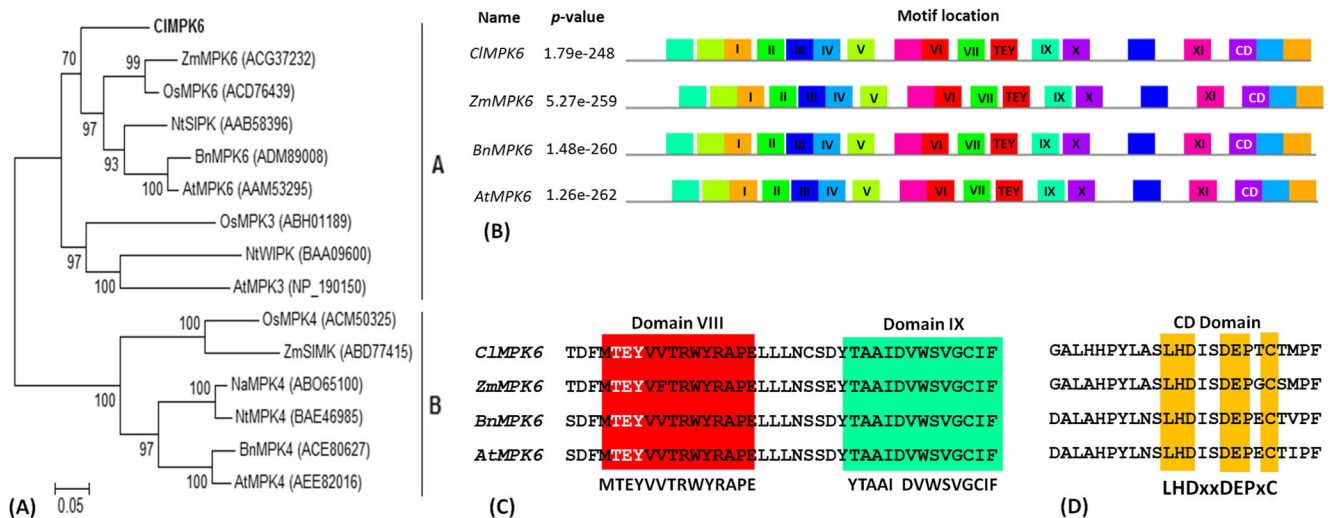 ClMPK6
70
99
ZmMPK6 (ACG37232)
OsMPK6 (ACD76439)
97
NtSIPK (AAB58396)
93
BnMPK6 (ADM89008)
100
AtMPK6 (AAM53295)
OsMPK3 (ABH01189)
97
NtWIPK (BAA09600)
100
AtMPK3 (NP_190150)
A
100
OsMPK4 (ACM50325)
ZmSIMK (ABD77415)
100
100
NaMPK4 (ABO65100)
NtMPK4 (BAE46985)
97
BnMPK4 (ACE80627)
100
AtMPK4 (AEE82016)
B
0.05
(A)
Name p-value Motif location
ClMPK6 1.79e-248 I II III IV V VI VII TEY IX X XI CD
ZmMPK6 5.27e-259 I II III IV V VI VII TEY IX X XI CD
BnMPK6 1.48e-260 I II III IV V VI VII TEY IX X XI CD
AtMPK6 1.26e-262 I II III IV V VI VII TEY IX X XI CD
(B)
Domain VIII Domain IX
ClMPK6 TDFMTEYVVTRWYRAPELLLNCSDYTAAIDVWSVGCIF
ZmMPK6 TDFMTEYVFTRWYRAPELLLNSSEYTAAIDVWSVGCIF
BnMPK6 SDFMTEYVVTRWYRAPELLLNSSDYTAAIDVWSVGCIF
AtMPK6 SDFMTEYVVTRWYRAPELLLNSSDYTAAIDVWSVGCIF
MTEYVVTRWYRAPE YTAAI DVWSVGCIF
(C)
CD Domain
GALHHPYLASLHDISDEPTCTMPF
GALAHPYLASLHDISDEPGCSMPF
DALAHPYLNSLHDISDEPECTVPF
DALAHPYLNSLHDISDEPECTIPF
LHDxxDEPxC
(D)